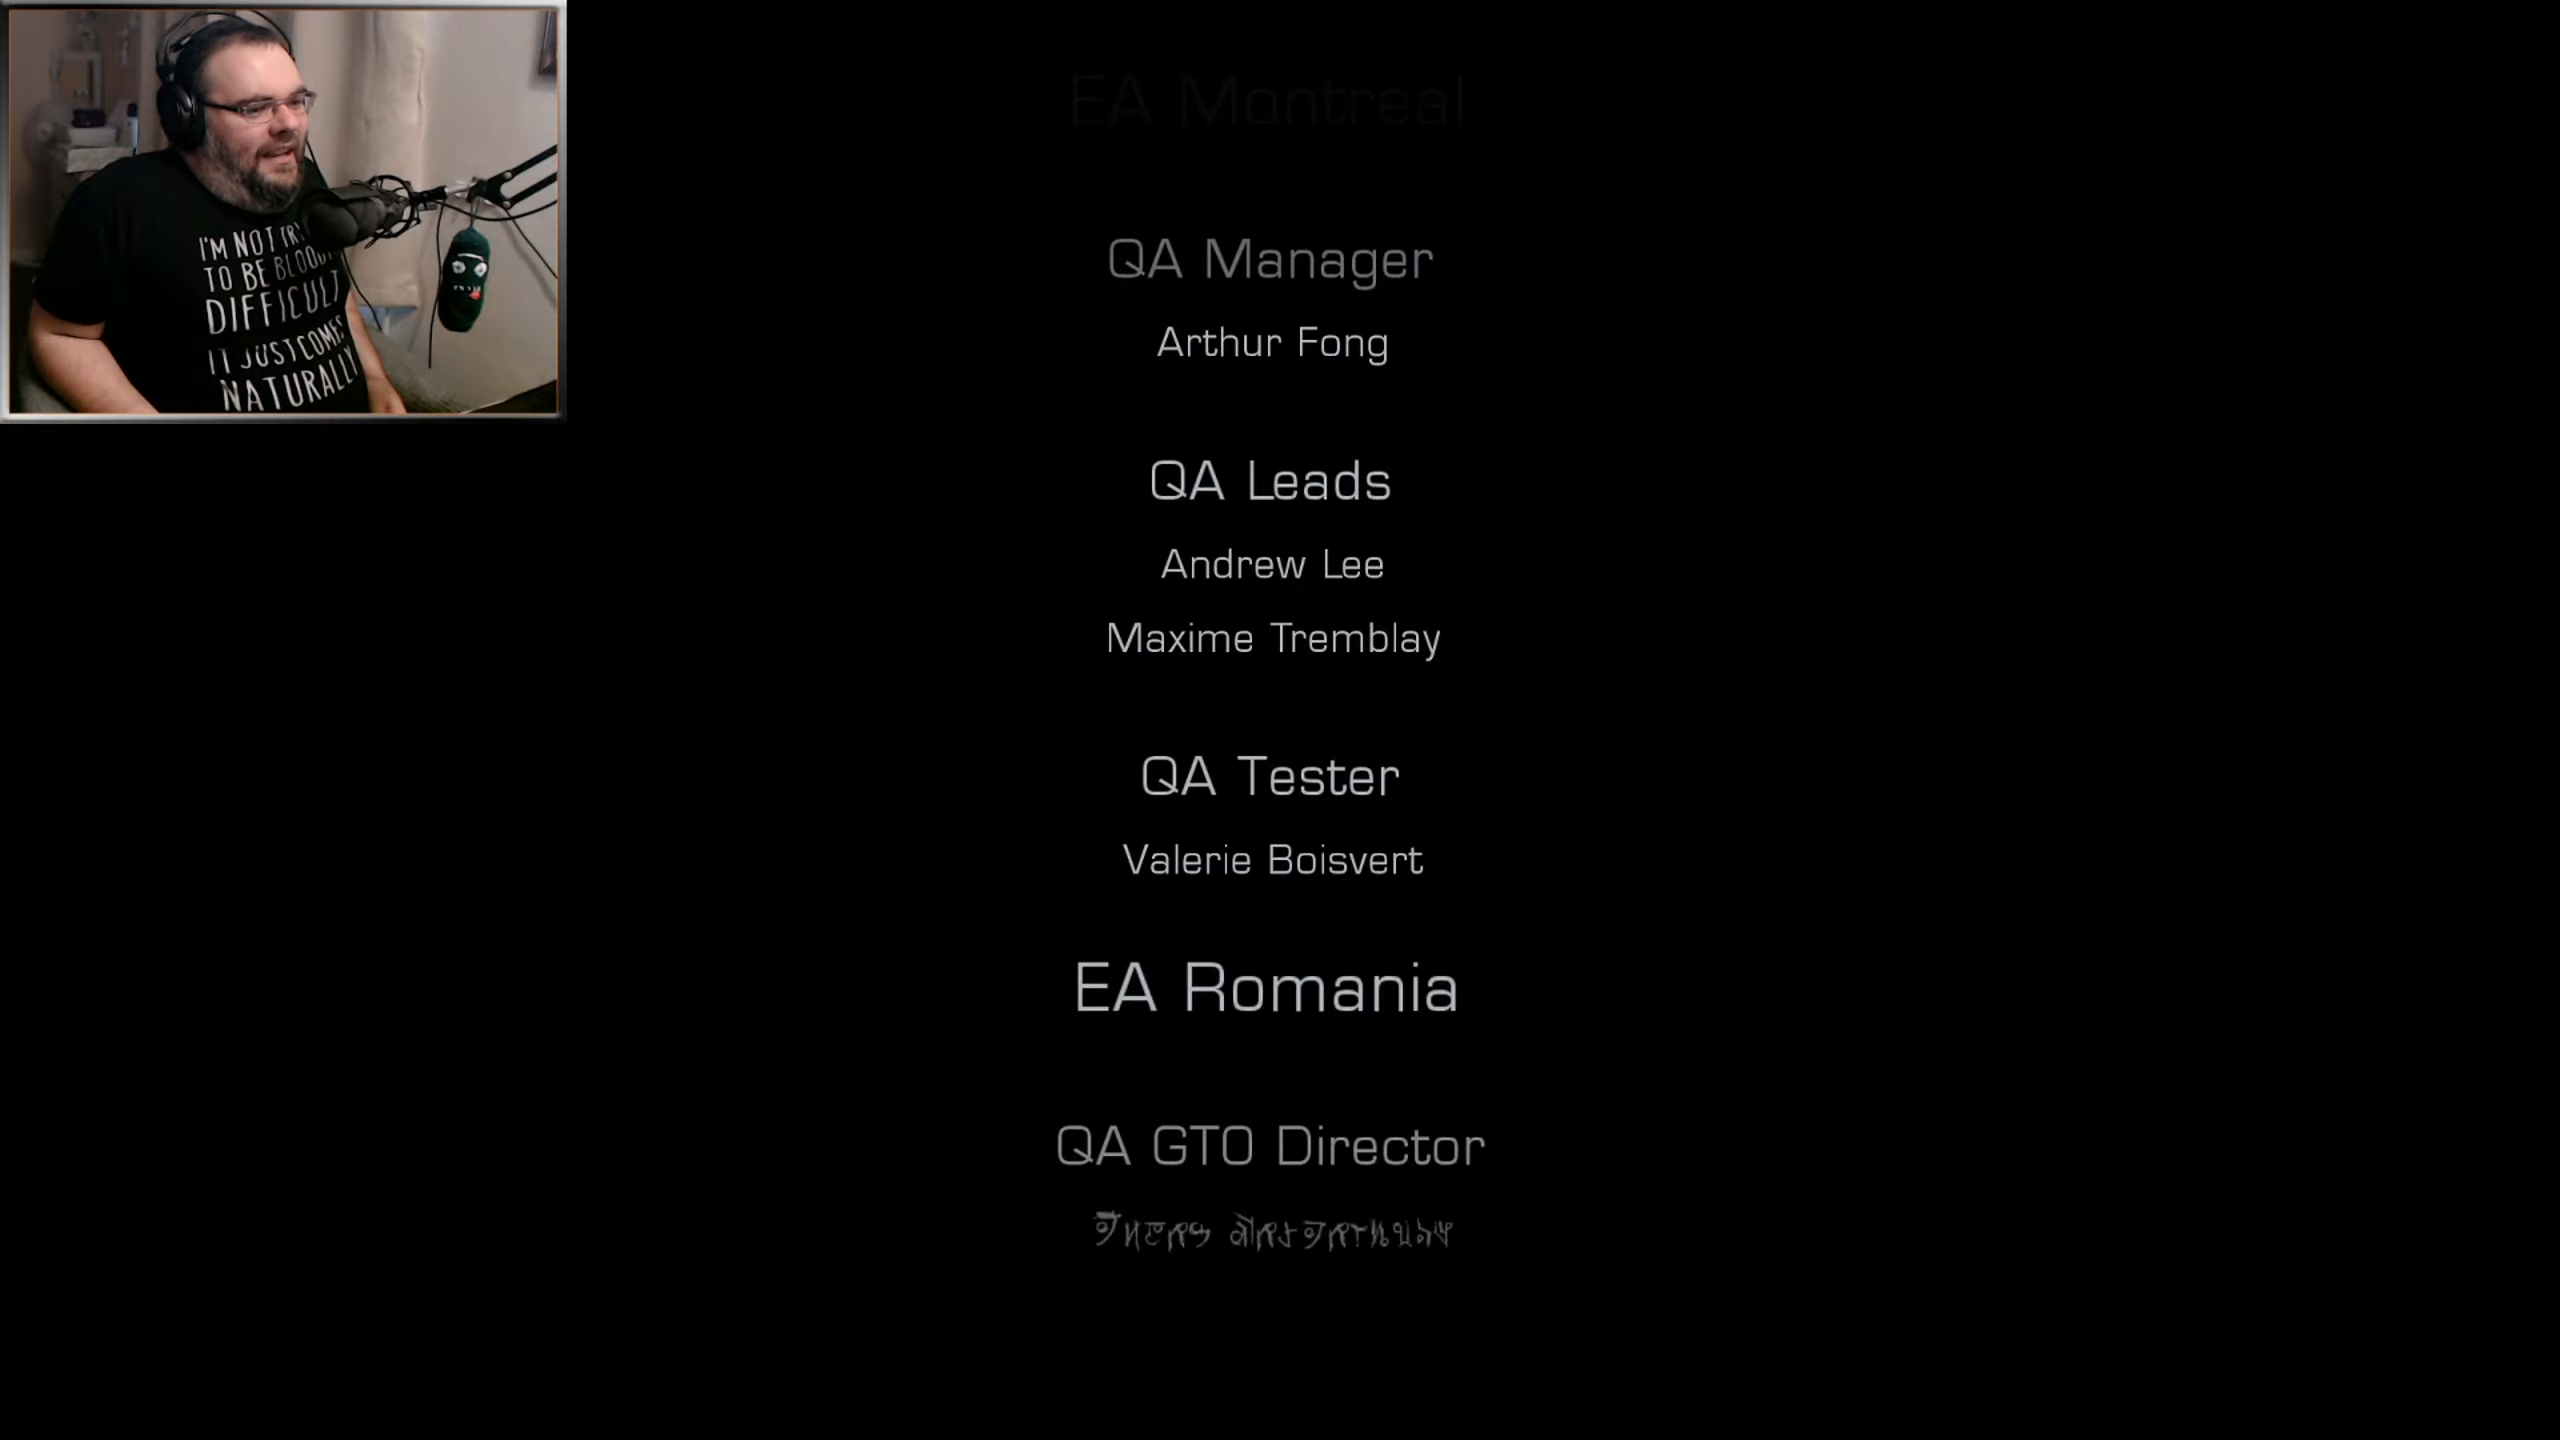 I'M NOT
TO BE
DIFFICULT
IT JUST COMES
NATURALLY
EA Montreal
QA Manager
Arthur Fong
QA Leads
Andrew Lee
Maxime Tremblay
QA Tester
Valerie Boisvert
EA Romania
QA GTO Director